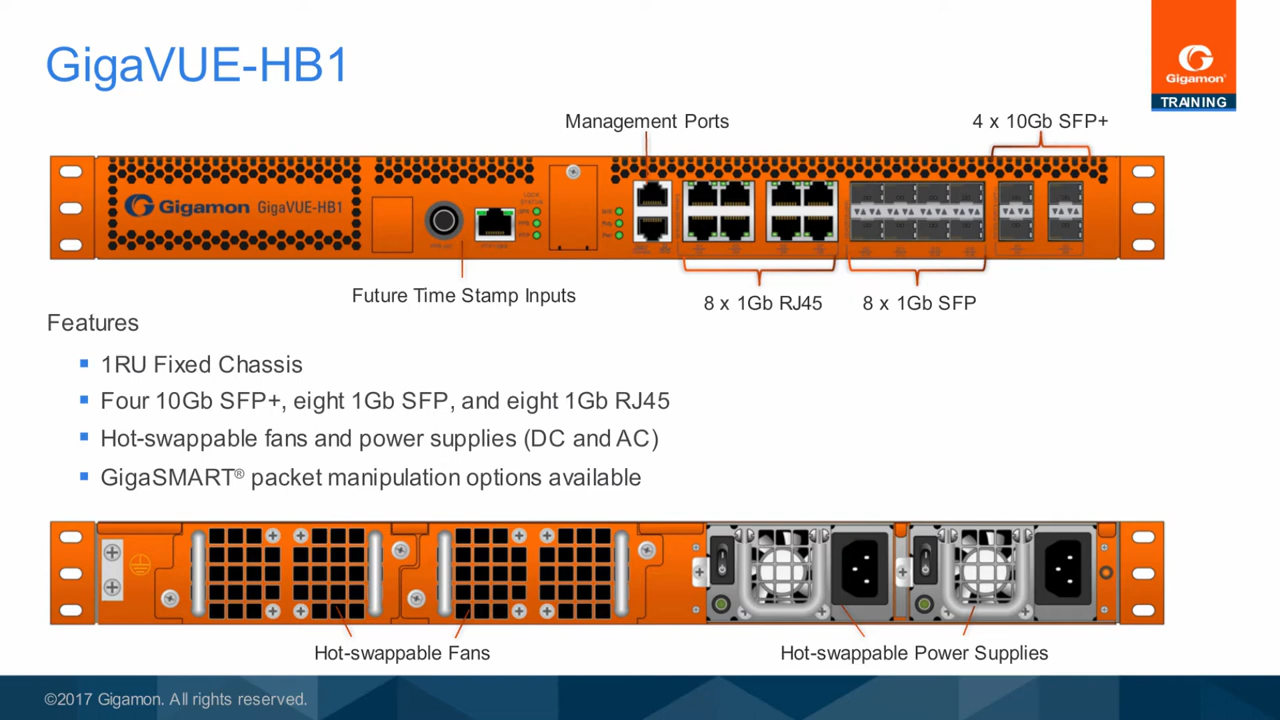 GigaVUE-HB1
Gigamon®
TRAINING
Management Ports
4 x 10Gb SFP+
Gigamon GigaVUE-HB1
LOCK
STATUS
Future Time Stamp Inputs
8 x 1Gb RJ45
8 x 1Gb SFP
Features
▪ 1RU Fixed Chassis
▪ Four 10Gb SFP+, eight 1Gb SFP, and eight 1Gb RJ45
▪ Hot-swappable fans and power supplies (DC and AC)
▪ GigaSMART® packet manipulation options available
Hot-swappable Fans
Hot-swappable Power Supplies
©2017 Gigamon. All rights reserved.